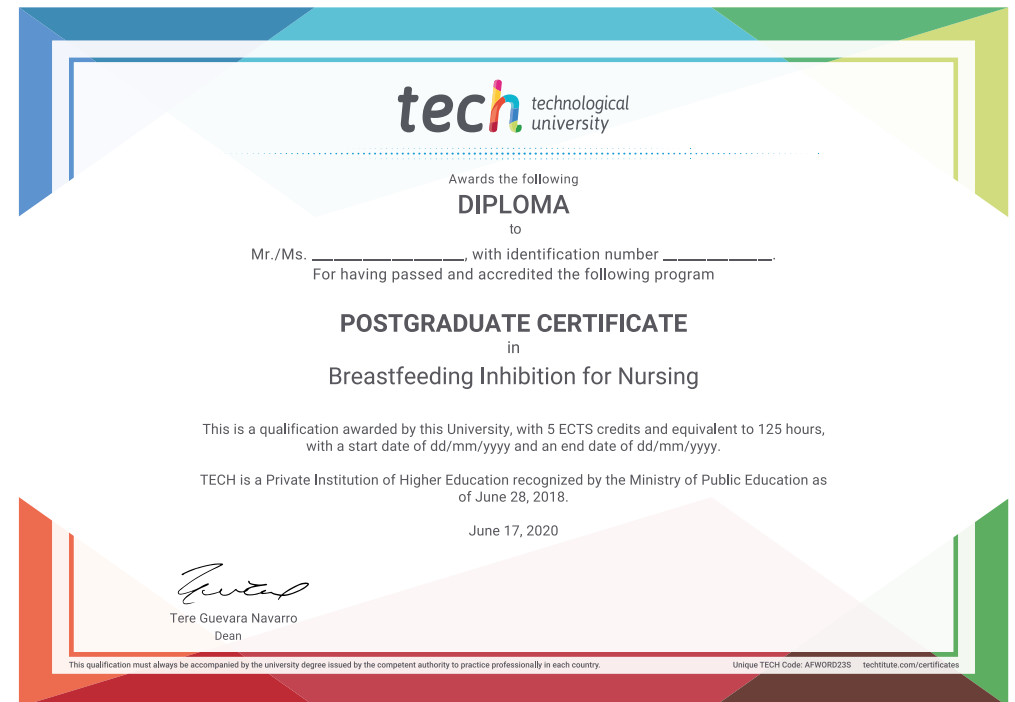 tech technological
university
Awards the following
DIPLOMA
to
Mr./Ms. ____________________, with identification number ______________.
For having passed and accredited the following program
POSTGRADUATE CERTIFICATE
in
Breastfeeding Inhibition for Nursing
This is a qualification awarded by this University, with 5 ECTS credits and equivalent to 125 hours,
with a start date of dd/mm/yyyy and an end date of dd/mm/yyyy.
TECH is a Private Institution of Higher Education recognized by the Ministry of Public Education as
of June 28, 2018.
June 17, 2020
Tere Guevara Navarro
Dean
This qualification must always be accompanied by the university degree issued by the competent authority to practice professionally in each country.
Unique TECH Code: AFWORD23S techtitute.com/certificates